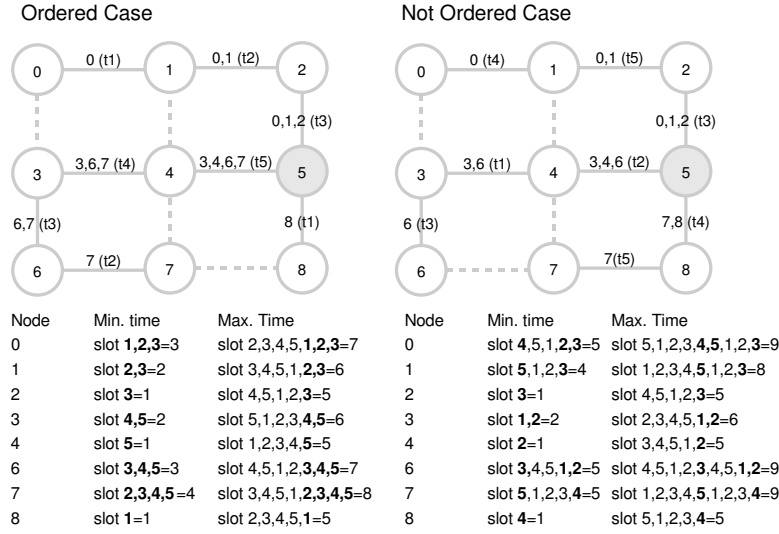 Ordered Case
Not Ordered Case
0 0 (t1) 1 0,1 (t2) 2
0 0 (t4) 1 0,1 (t5) 2
0,1,2 (t3)
0,1,2 (t3)
3 3,6,7 (t4) 4 3,4,6,7 (t5) 5
3 3,6 (t1) 4 3,4,6 (t2) 5
6,7 (t3) 8 (t1)
6 (t3) 7,8 (t4)
6 7 (t2) 7 8
6 7 7(t5) 8
Node Min. time Max. Time
0 slot 1,2,3=3 slot 2,3,4,5,1,2,3=7
1 slot 2,3=2 slot 3,4,5,1,2,3=6
2 slot 3=1 slot 4,5,1,2,3=5
3 slot 4,5=2 slot 5,1,2,3,4,5=6
4 slot 5=1 slot 1,2,3,4,5=5
6 slot 3,4,5=3 slot 4,5,1,2,3,4,5=7
7 slot 2,3,4,5=4 slot 3,4,5,1,2,3,4,5=8
8 slot 1=1 slot 2,3,4,5,1=5
Node Min. time Max. Time
0 slot 4,5,1,2,3=5 slot 5,1,2,3,4,5,1,2,3=9
1 slot 5,1,2,3=4 slot 1,2,3,4,5,1,2,3=8
2 slot 3=1 slot 4,5,1,2,3=5
3 slot 1,2=2 slot 2,3,4,5,1,2=6
4 slot 2=1 slot 3,4,5,1,2=5
6 slot 3,4,5,1,2=5 slot 4,5,1,2,3,4,5,1,2=9
7 slot 5,1,2,3,4=5 slot 1,2,3,4,5,1,2,3,4=9
8 slot 4=1 slot 5,1,2,3,4=5